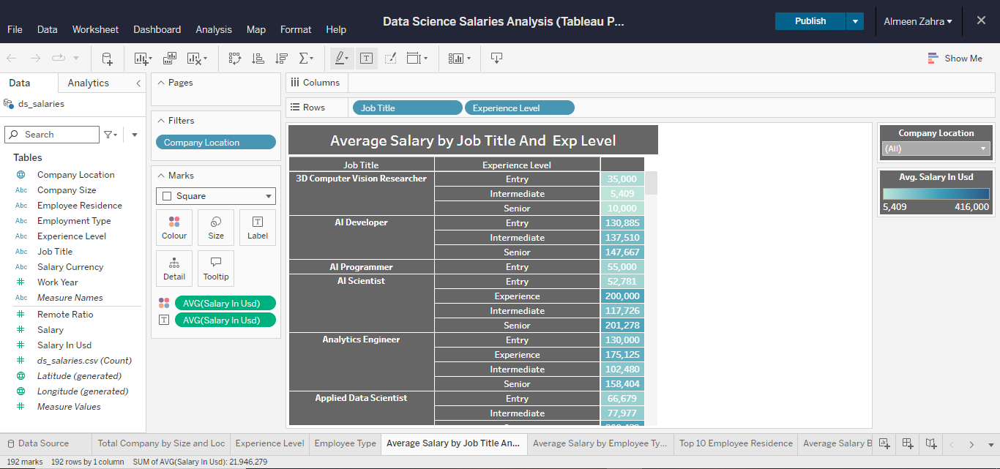 Data Science Salaries Analysis (Tableau P...
Publish
Almeen Zahra
File Data Worksheet Dashboard Analysis Map Format Help
Show Me
Data Analytics
ds_salaries
Search
Tables
Company Location
Abc Company Size
Abc Employee Residence
Abc Employment Type
Abc Experience Level
Abc Job Title
Abc Salary Currency
Work Year
Abc Measure Names
Remote Ratio
Salary
Salary In Usd
ds_salaries.csv (Count)
Latitude (generated)
Longitude (generated)
Measure Values
Pages
Filters
Company Location
Marks
Square
Colour Size Label
Detail Tooltip
AVG(Salary In Usd)
AVG(Salary In Usd)
Columns
Rows Job Title Experience Level
Average Salary by Job Title And Exp Level
Job Title Experience Level
3D Computer Vision Researcher Entry 35,000
Intermediate 5,409
Senior 10,000
AI Developer Entry 130,885
Intermediate 137,510
Senior 147,667
AI Programmer Entry 55,000
AI Scientist Entry 52,781
Experience 200,000
Intermediate 117,726
Senior 201,278
Analytics Engineer Entry 130,000
Experience 175,125
Intermediate 102,480
Senior 158,404
Applied Data Scientist Entry 66,679
Intermediate 77,977
Company Location
(All)
Avg. Salary In Usd
5,409 416,000
Data Source Total Company by Size and Loc Experience Level Employee Type Average Salary by Job Title An... Average Salary by Employee Ty... Top 10 Employee Residence Average Salary B
192 marks 192 rows by 1 column SUM of AVG(Salary In Usd): 21,946,279